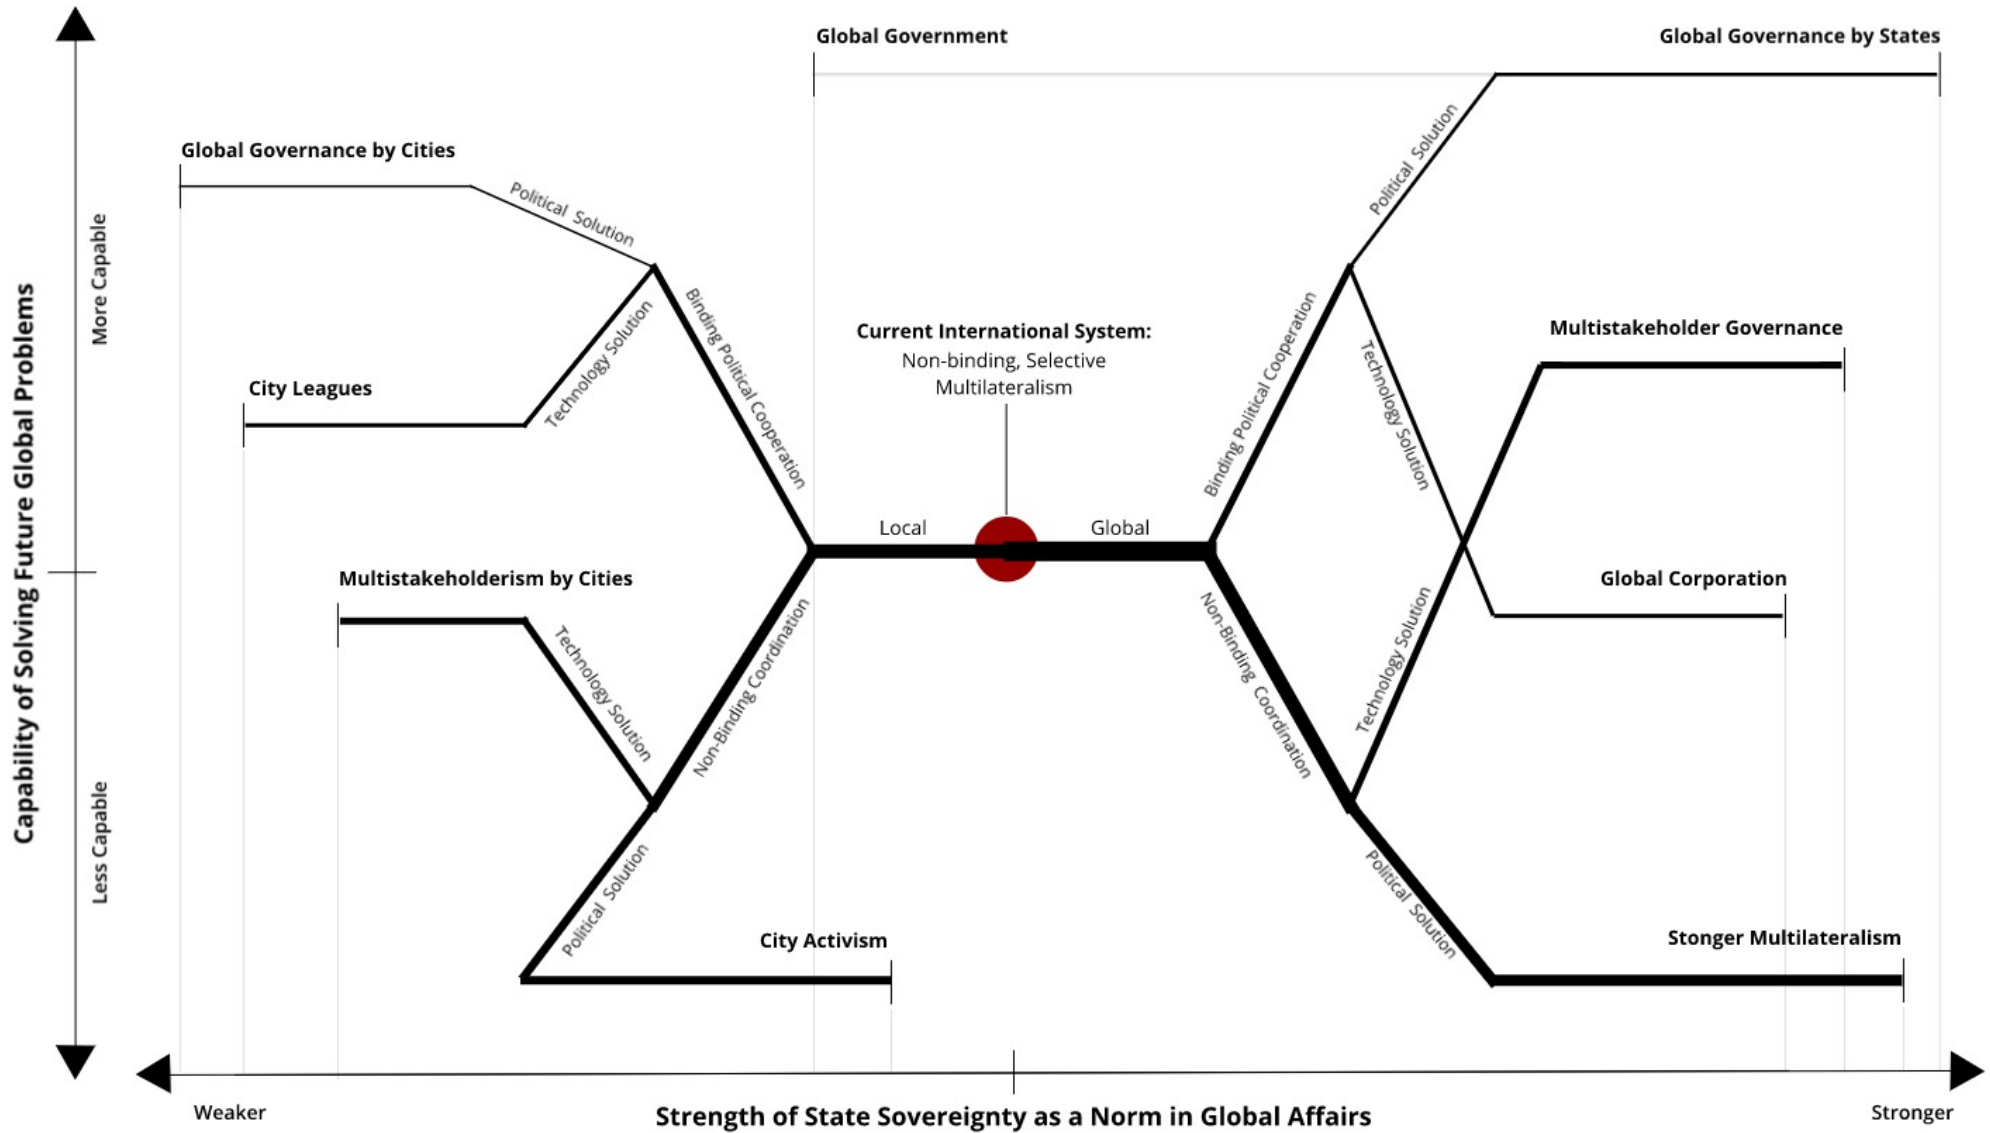 Global Government
Global Governance by States
Global Governance by Cities
Political Solution
Political Solution
More Capable
Capability of Solving Future Global Problems
Less Capable
Binding Political Cooperation
Technology Solution
City Leagues
Current International System:
Non-binding, Selective
Multilateralism
Binding Political Cooperation
Technology Solution
Multistakeholder Governance
Local
Global
Multistakeholderism by Cities
Technology Solution
Non-Binding Coordination
Non-Binding Coordination
Technology Solution
Global Corporation
Political Solution
City Activism
Political Solution
Stonger Multilateralism
Weaker
Strength of State Sovereignty as a Norm in Global Affairs
Stronger